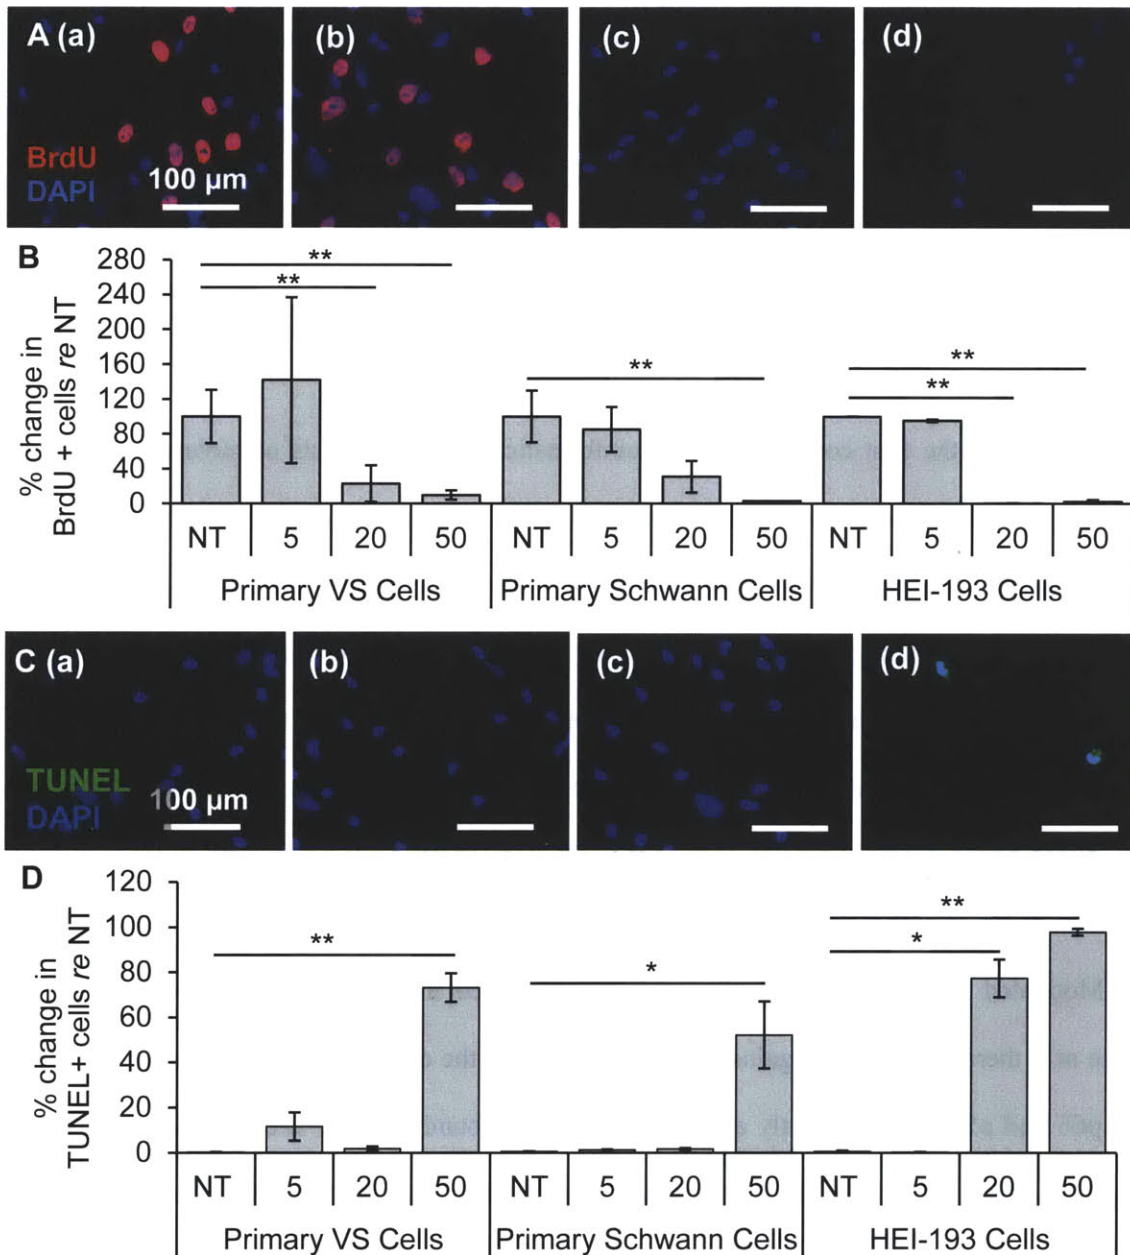 A (a)
(b)
(c)
(d)
BrdU
DAPI
100 µm
B
% change in
BrdU + cells re NT
280
240
200
160
120
80
40
0
**
**
**
**
**
NT 5 20 50 NT 5 20 50 NT 5 20 50
Primary VS Cells Primary Schwann Cells HEI-193 Cells
C (a)
(b)
(c)
(d)
TUNEL
DAPI
100 µm
D
% change in
TUNEL+ cells re NT
120
100
80
60
40
20
0
**
*
**
*
NT 5 20 50 NT 5 20 50 NT 5 20 50
Primary VS Cells Primary Schwann Cells HEI-193 Cells